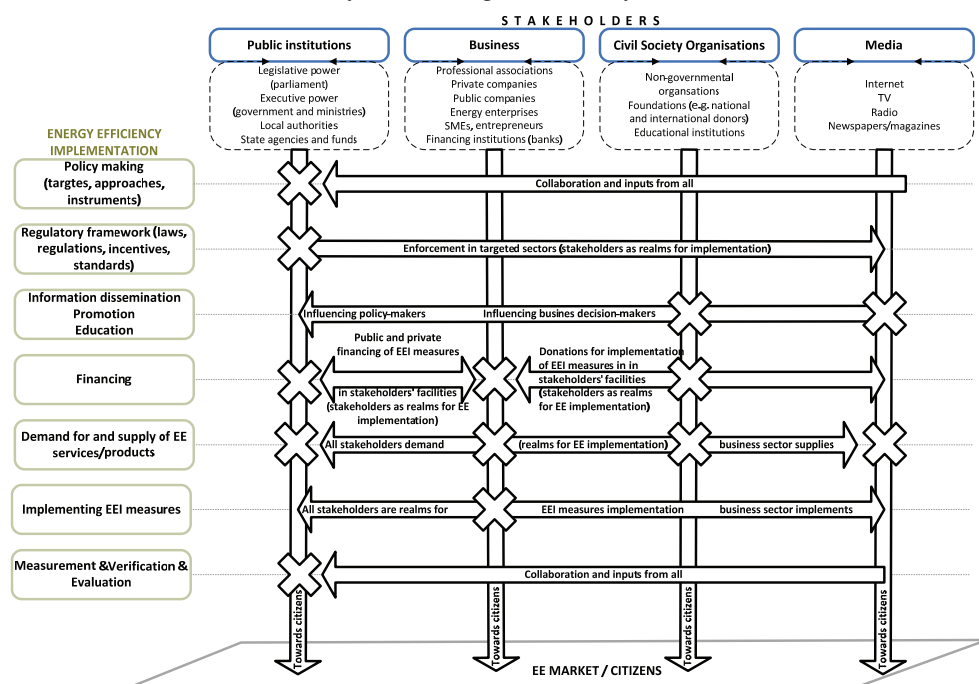 S T A K E H O L D E R S
Public institutions
Business
Civil Society Organisations
Media
Legislative power
(parliament)
Executive power
(government and ministries)
Local authorities
State agencies and funds
Professional associations
Private companies
Public companies
Energy enterprises
SMEs, entrepreneurs
Financing institutions (banks)
Non-governmental
orgnsations
Foundations (e.g. national
and international donors)
Educational institutions
Internet
TV
Radio
Newspapers/magazines
ENERGY EFFICIENCY
IMPLEMENTATION
Policy making
(targtes, approaches,
instruments)
Collaboration and inputs from all
Regulatory framework (laws,
regulations, incentives,
standards)
Enforcement in targeted sectors (stakeholders as realms for implementation)
Information dissemination
Promotion
Education
Influencing policy-makers
Influencing busines decision-makers
Financing
Public and private
financing of EEI measures
in stakeholders' facilities
(stakeholders as realms for EE
implementation)
Donations for implementation
of EEI measures in in
stakeholders' facilities
(stakeholders as realms
for EE implementation)
Demand for and supply of EE
services/products
All stakeholders demand
(realms for EE implementation)
business sector supplies
Implementing EEI measures
All stakeholders are realms for
EEI measures implementation
business sector implements
Measurement &Verification &
Evaluation
Collaboration and inputs from all
Towards citizens
Towards citizens
Towards citizens
Towards citizens
EE MARKET / CITIZENS